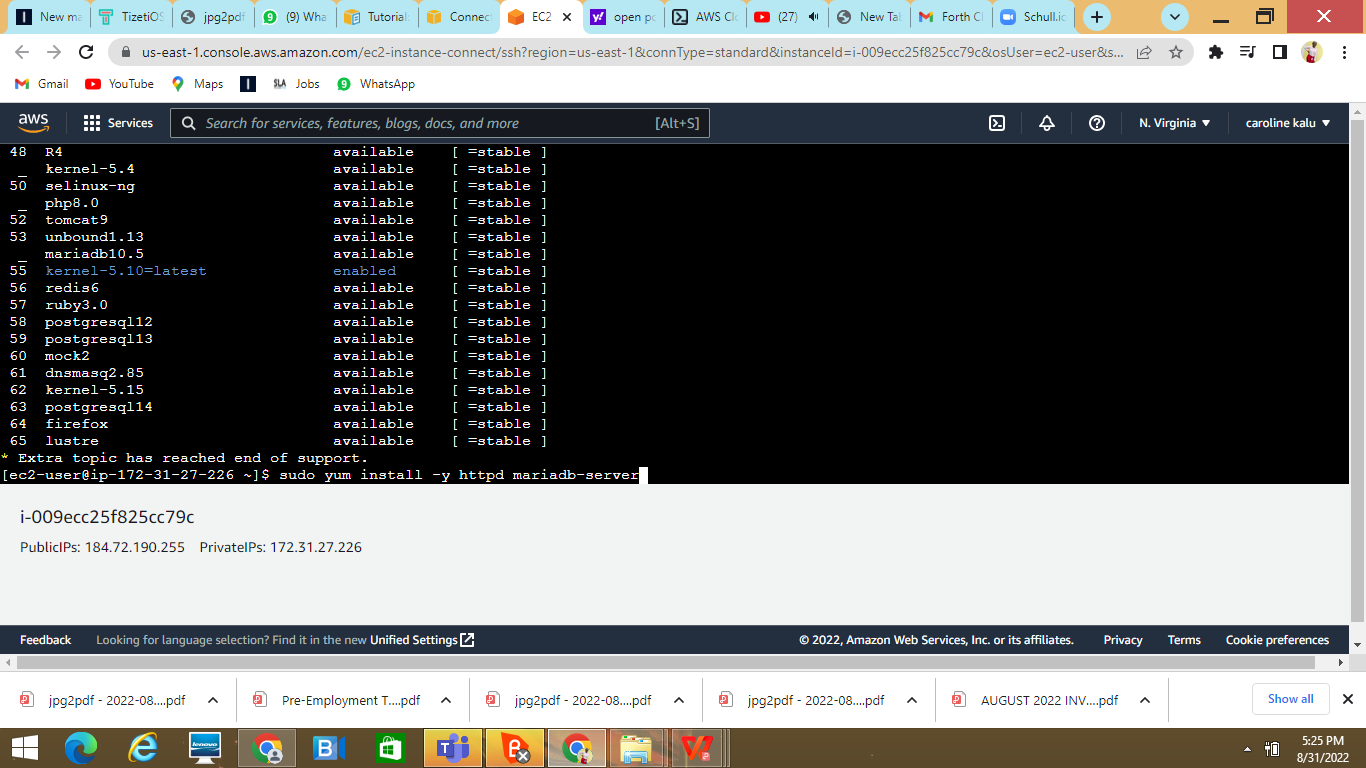 New ma
TizetiOS
jpg2pdf
(9) Wha
Tutorial:
Connect
EC2
open po
AWS Clo
(27)
New Tab
Forth Cl
Schull.io
us-east-1.console.aws.amazon.com/ec2-instance-connect/ssh?region=us-east-1&connType=standard&instanceId=i-009ecc25f825cc79c&osUser=ec2-user&s...
Gmail YouTube Maps SLA Jobs WhatsApp
aws Services Search for services, features, blogs, docs, and more [Alt+S] N. Virginia caroline kalu
48 R4 available [ =stable ]
_ kernel-5.4 available [ =stable ]
50 selinux-ng available [ =stable ]
_ php8.0 available [ =stable ]
52 tomcat9 available [ =stable ]
53 unbound1.13 available [ =stable ]
_ mariadb10.5 available [ =stable ]
55 kernel-5.10=latest enabled [ =stable ]
56 redis6 available [ =stable ]
57 ruby3.0 available [ =stable ]
58 postgresql12 available [ =stable ]
59 postgresql13 available [ =stable ]
60 mock2 available [ =stable ]
61 dnsmasq2.85 available [ =stable ]
62 kernel-5.15 available [ =stable ]
63 postgresql14 available [ =stable ]
64 firefox available [ =stable ]
65 lustre available [ =stable ]
* Extra topic has reached end of support.
[ec2-user@ip-172-31-27-226 ~]$ sudo yum install -y httpd mariadb-server
i-009ecc25f825cc79c
PublicIPs: 184.72.190.255 PrivateIPs: 172.31.27.226
Feedback Looking for language selection? Find it in the new Unified Settings © 2022, Amazon Web Services, Inc. or its affiliates. Privacy Terms Cookie preferences
jpg2pdf - 2022-08....pdf Pre-Employment T....pdf jpg2pdf - 2022-08....pdf jpg2pdf - 2022-08....pdf AUGUST 2022 INV....pdf Show all
lenovo
5:25 PM
8/31/2022